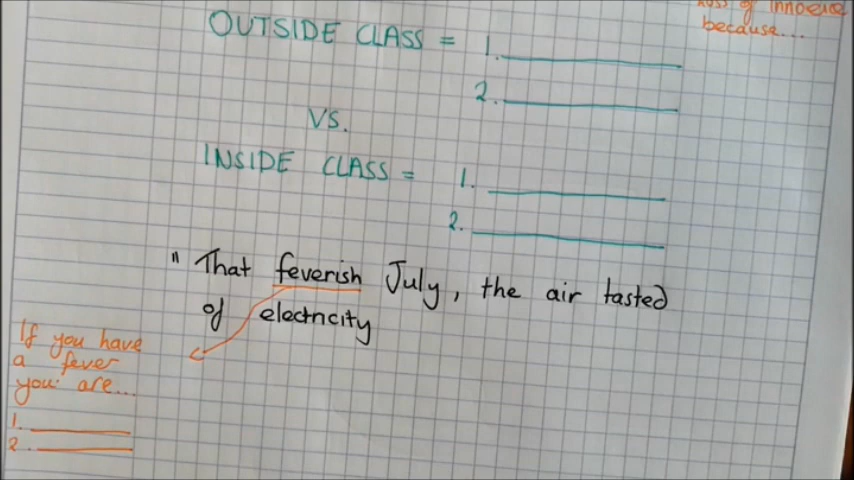 Loss of innocence
because...
OUTSIDE CLASS = 1.
2.
VS.
INSIDE CLASS = 1.
2.
" That feverish July, the air tasted
of electricity
If you have
a fever
you are...
1.
2.